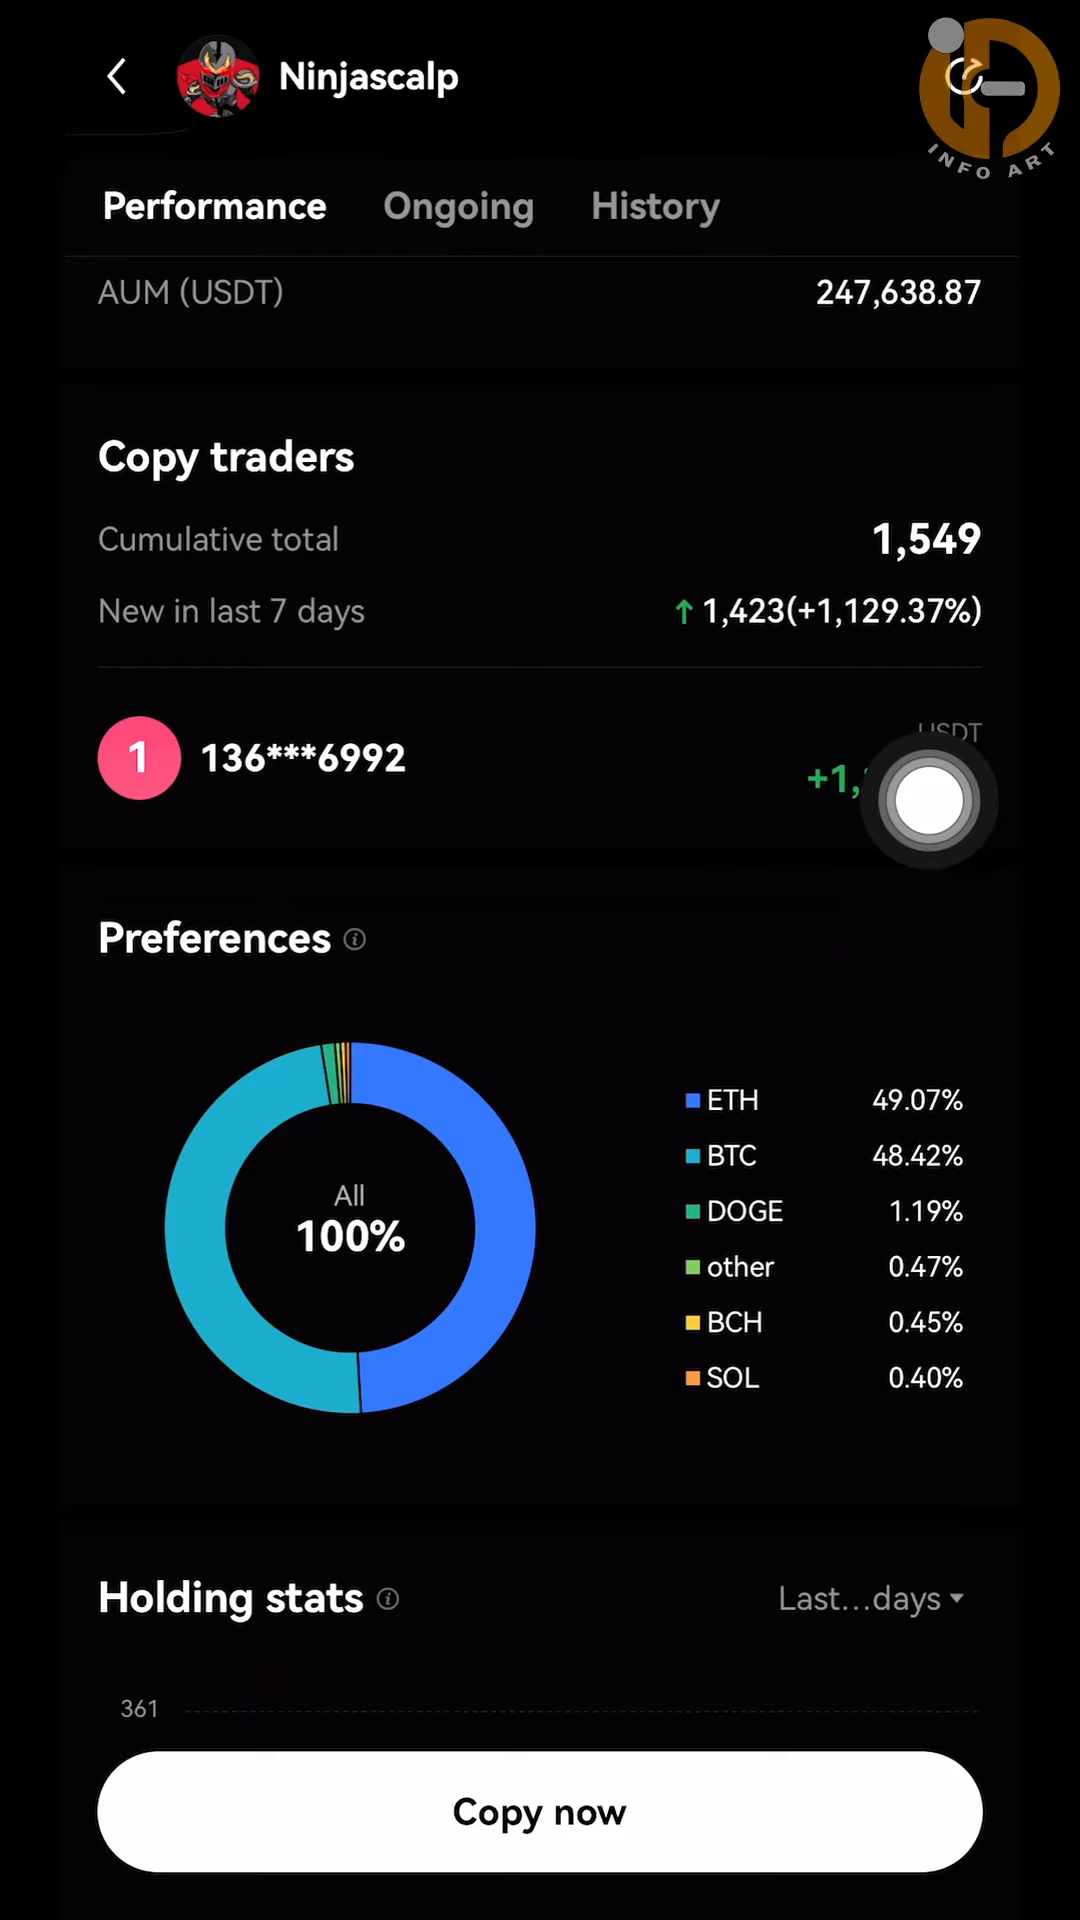 Ninjascalp
INFO ART
Performance Ongoing History
AUM (USDT) 247,638.87
Copy traders
Cumulative total 1,549
New in last 7 days ↑ 1,423(+1,129.37%)
USDT
1 136***6992
+1,
Preferences
ETH 49.07%
BTC 48.42%
DOGE 1.19%
other 0.47%
BCH 0.45%
SOL 0.40%
All
100%
Holding stats Last...days
361
Copy now